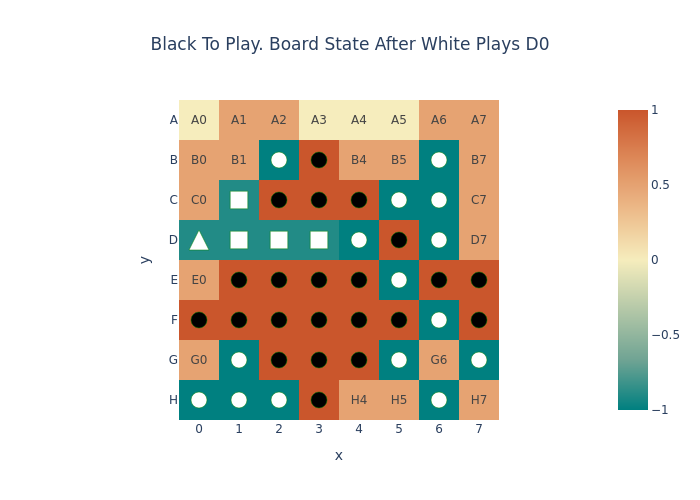 Black To Play. Board State After White Plays D0
A A0 A1 A2 A3 A4 A5 A6 A7 1
B B0 B1 B4 B5 B7
C C0 C7 0.5
D D7
y E E0 0
F −0.5
G G0 G6
H H4 H5 H7 −1
0 1 2 3 4 5 6 7
x